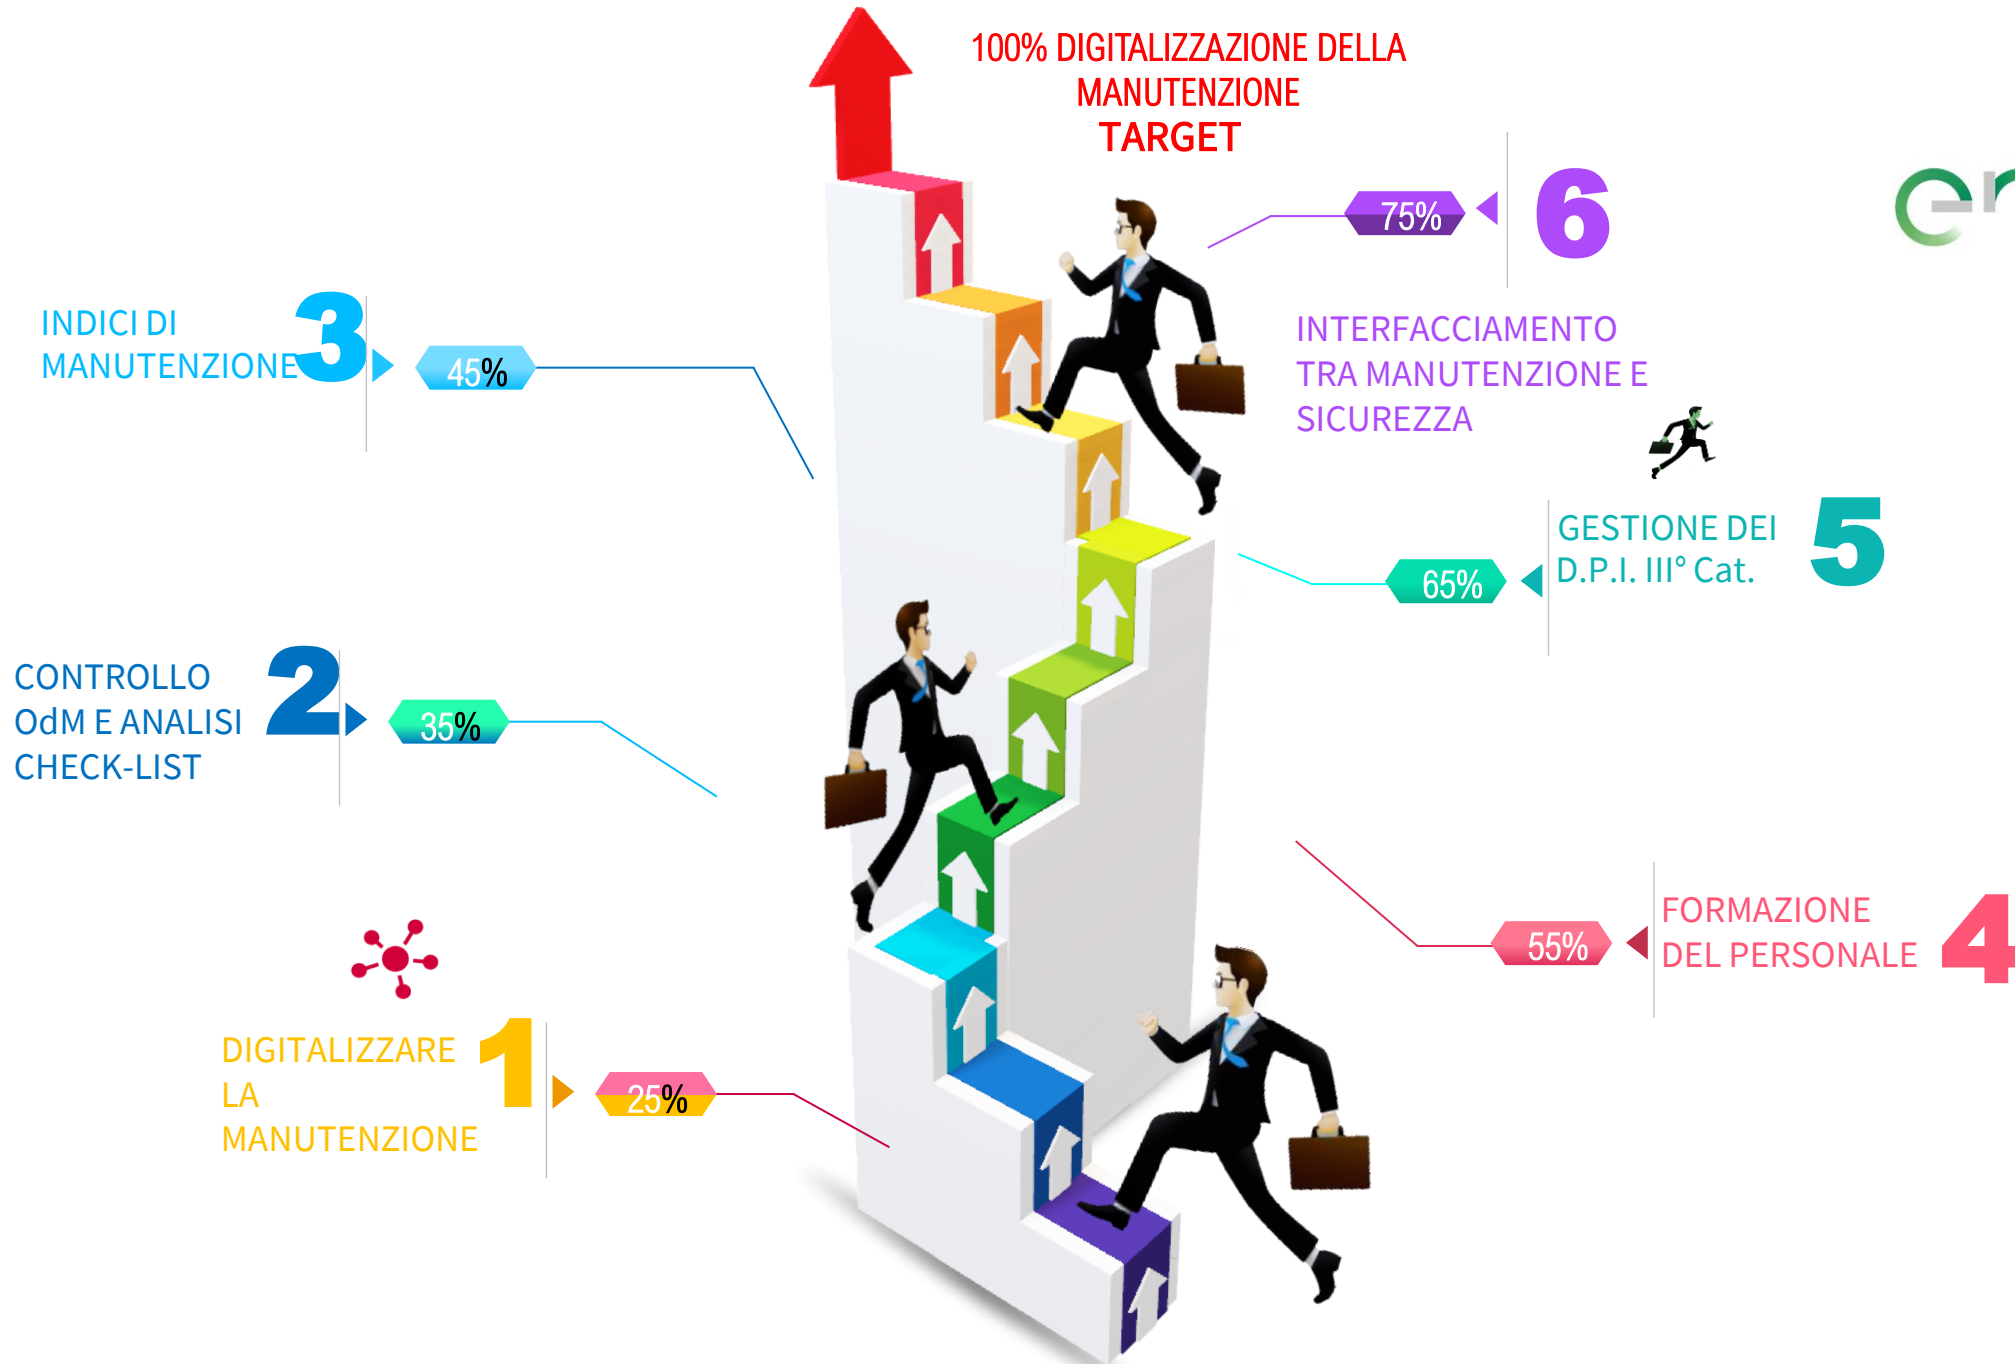 100% DIGITALIZZAZIONE DELLA
MANUTENZIONE
TARGET
75%
6
INTERFACCIAMENTO
TRA MANUTENZIONE E
SICUREZZA
INDICI DI
MANUTENZIONE
3
45%
GESTIONE DEI
D.P.I. III° Cat.
5
65%
CONTROLLO
OdM E ANALISI
CHECK-LIST
2
35%
FORMAZIONE
DEL PERSONALE
4
55%
DIGITALIZZARE
LA
MANUTENZIONE
1
25%